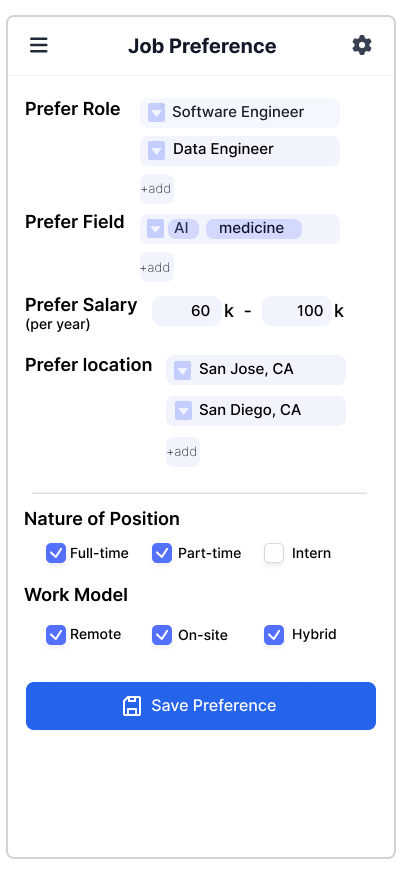 Job Preference
Prefer Role
Software Engineer
Data Engineer
+add
Prefer Field
AI medicine
+add
Prefer Salary
(per year)
60 k - 100 k
Prefer location
San Jose, CA
San Diego, CA
+add
Nature of Position
Full-time Part-time Intern
Work Model
Remote On-site Hybrid
Save Preference